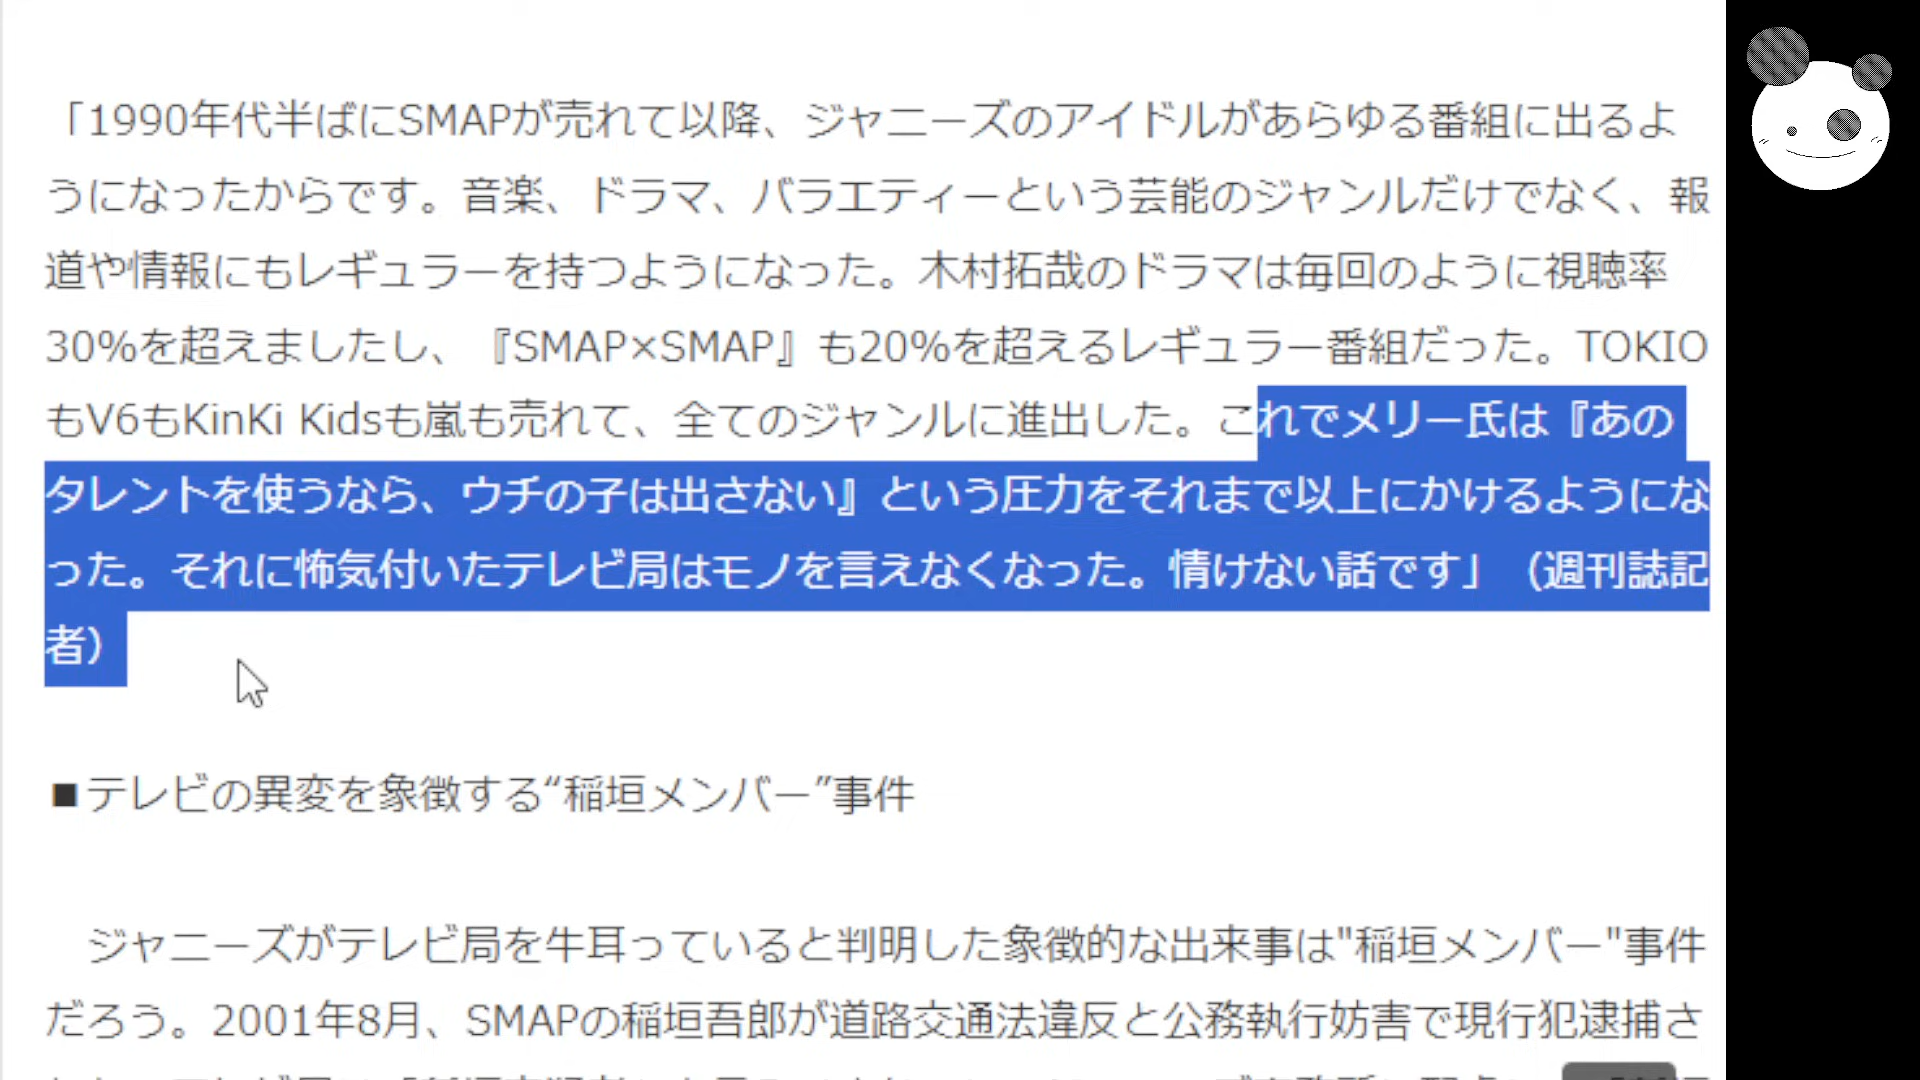 「1990年代半ばにSMAPが売れて以降、ジャニーズのアイドルがあらゆる番組に出るよ
うになったからです。音楽、ドラマ、バラエティーという芸能のジャンルだけでなく、報
道や情報にもレギュラーを持つようになった。木村拓哉のドラマは毎回のように視聴率
30%を超えましたし、『SMAP×SMAP』も20%を超えるレギュラー番組だった。TOKIO
もV6もKinKi Kidsも嵐も売れて、全てのジャンルに進出した。これでメリー氏は『あの
タレントを使うなら、ウチの子は出さない』という圧力をそれまで以上にかけるようにな
った。それに怖気付いたテレビ局はモノを言えなくなった。情けない話です」（週刊誌記
者）
■テレビの異変を象徴する“稲垣メンバー”事件
ジャニーズがテレビ局を牛耳っていると判明した象徴的な出来事は"稲垣メンバー"事件
だろう。2001年8月、SMAPの稲垣吾郎が道路交通法違反と公務執行妨害で現行犯逮捕さ